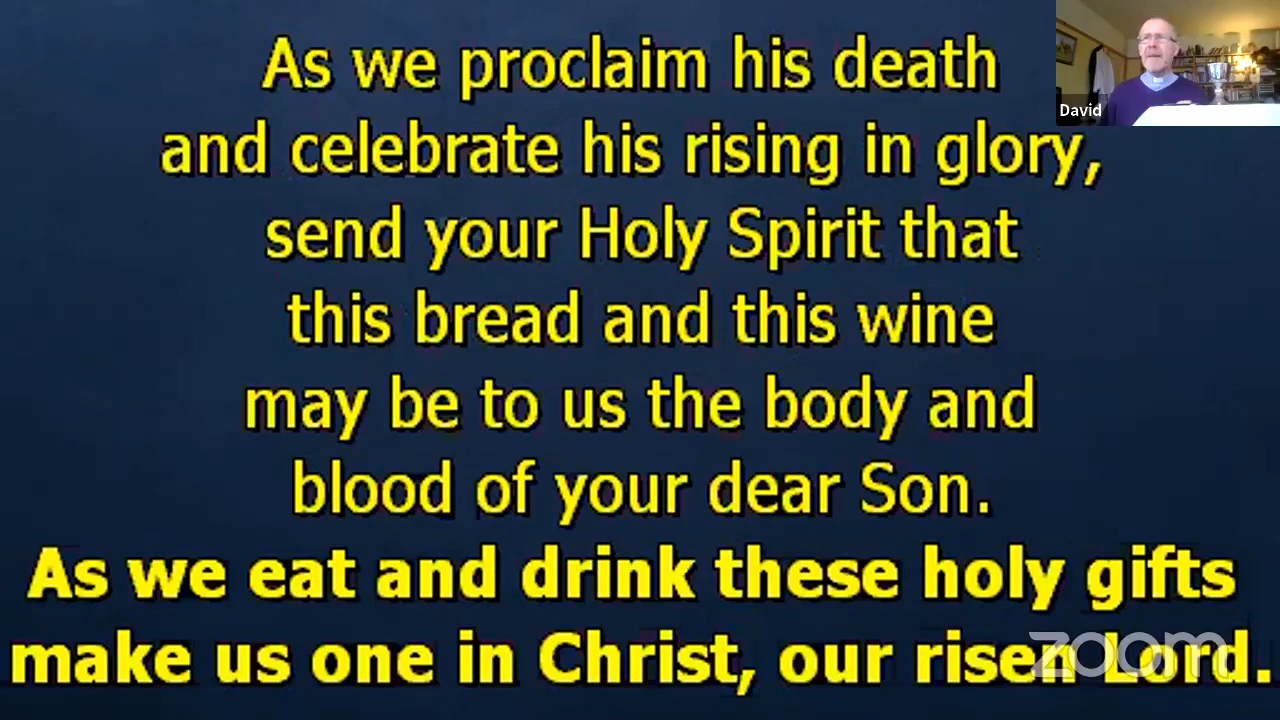 As we proclaim his death
and celebrate his rising in glory,
send your Holy Spirit that
this bread and this wine
may be to us the body and
blood of your dear Son.
As we eat and drink these holy gifts
make us one in Christ, our risen Lord.
David
zoom